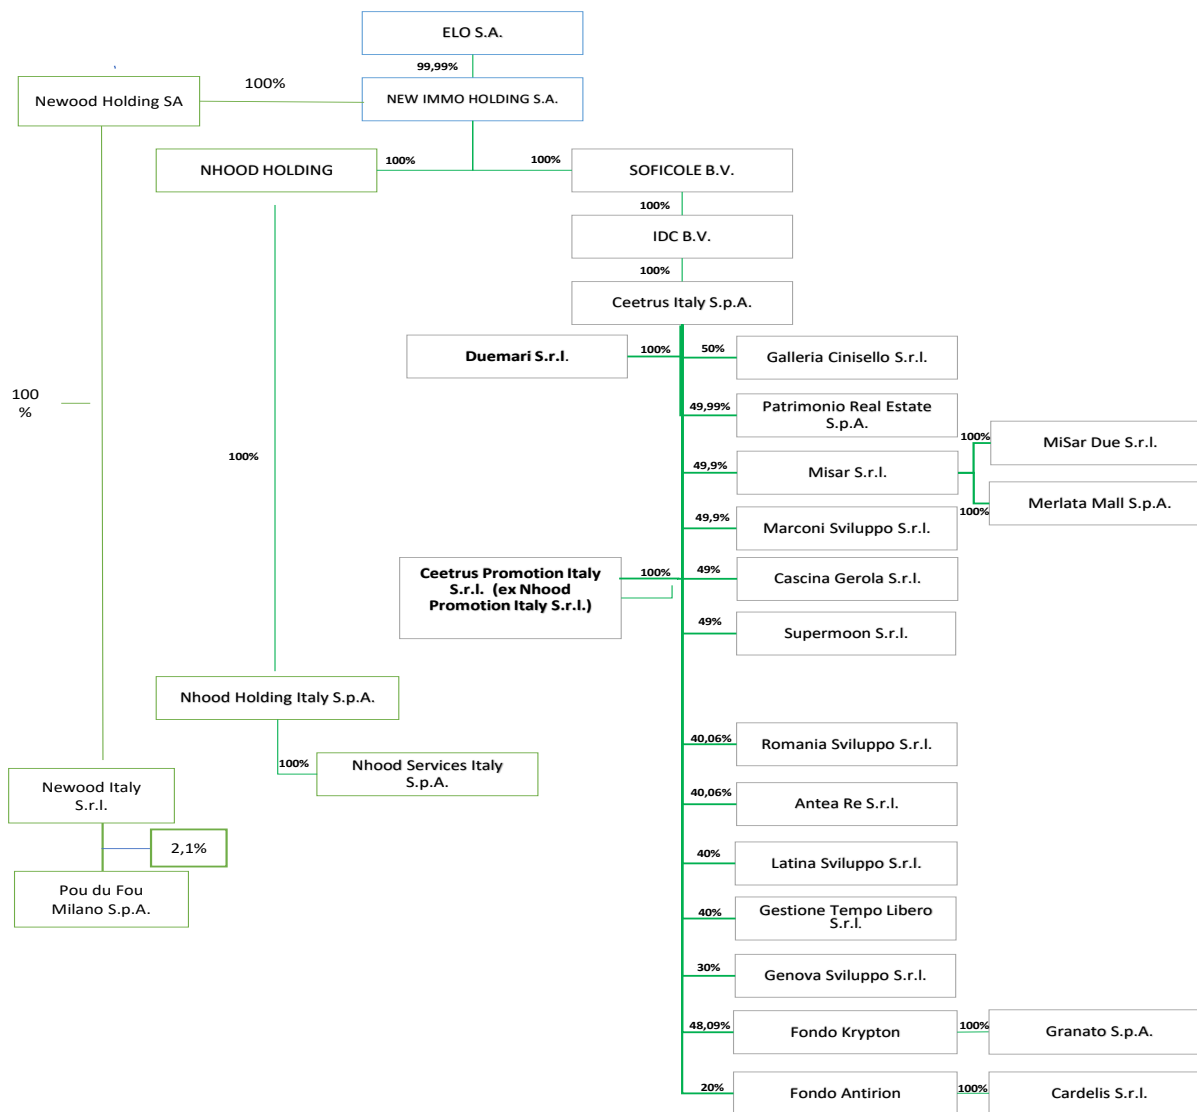 ELO S.A.
99,99%
Newood Holding SA
100%
NEW IMMO HOLDING S.A.
NHOOD HOLDING
100%
100%
SOFICOLE B.V.
100%
IDC B.V.
100%
Ceetrus Italy S.p.A.
Duemari S.r.l.
100%
50%
Galleria Cinisello S.r.l.
100
%
49,99%
Patrimonio Real Estate
S.p.A.
100%
MiSar Due S.r.l.
100%
49,9%
Misar S.r.l.
100%
Merlata Mall S.p.A.
49,9%
Marconi Sviluppo S.r.l.
Ceetrus Promotion Italy
S.r.l. (ex Nhood
Promotion Italy S.r.l.)
100%
49%
Cascina Gerola S.r.l.
49%
Supermoon S.r.l.
Nhood Holding Italy S.p.A.
40,06%
Romania Sviluppo S.r.l.
100%
Nhood Services Italy
S.p.A.
Newood Italy
S.r.l.
40,06%
Antea Re S.r.l.
2,1%
40%
Latina Sviluppo S.r.l.
Pou du Fou
Milano S.p.A.
40%
Gestione Tempo Libero
S.r.l.
30%
Genova Sviluppo S.r.l.
48,09%
Fondo Krypton
100%
Granato S.p.A.
20%
Fondo Antirion
100%
Cardelis S.r.l.